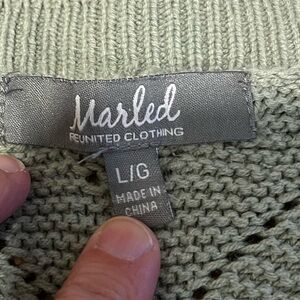 Marled
REUNITED CLOTHING
L/G
MADE IN
CHINA